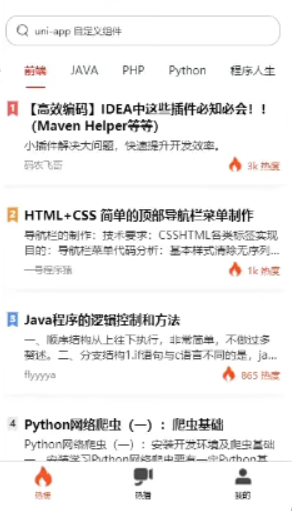 uni-app 自定义组件
前端 JAVA PHP Python 程序人生
1 【高效编码】IDEA中这些插件必知必会！！
（Maven Helper等等）
小插件解决大问题，快速提升开发效率。
码农飞哥 3k 热度
2 HTML+CSS 简单的顶部导航栏菜单制作
导航栏的制作：技术要求：CSSHTML各类标签实现
目的：导航栏菜单代码分析：基本样式清除无序列...
一号程序猿 1k 热度
3 Java程序的逻辑控制和方法
一、顺序结构从上往下执行，非常简单，不做过多
赘述。二、分支结构1.if语句与c语言不同的是，ja...
flyyyya 865 热度
4 Python网络爬虫（一）：爬虫基础
Python网络爬虫（一）：安装开发环境及爬虫基础
一、安装学习Python网络爬虫要有一定Python基
热榜 热播 我的